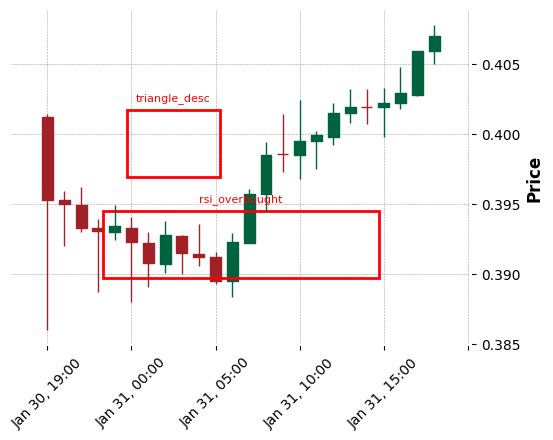 triangle_desc
rsi_overbought
0.405
0.400
0.395
0.390
0.385
Price
Jan 30, 19:00
Jan 31, 00:00
Jan 31, 05:00
Jan 31, 10:00
Jan 31, 15:00